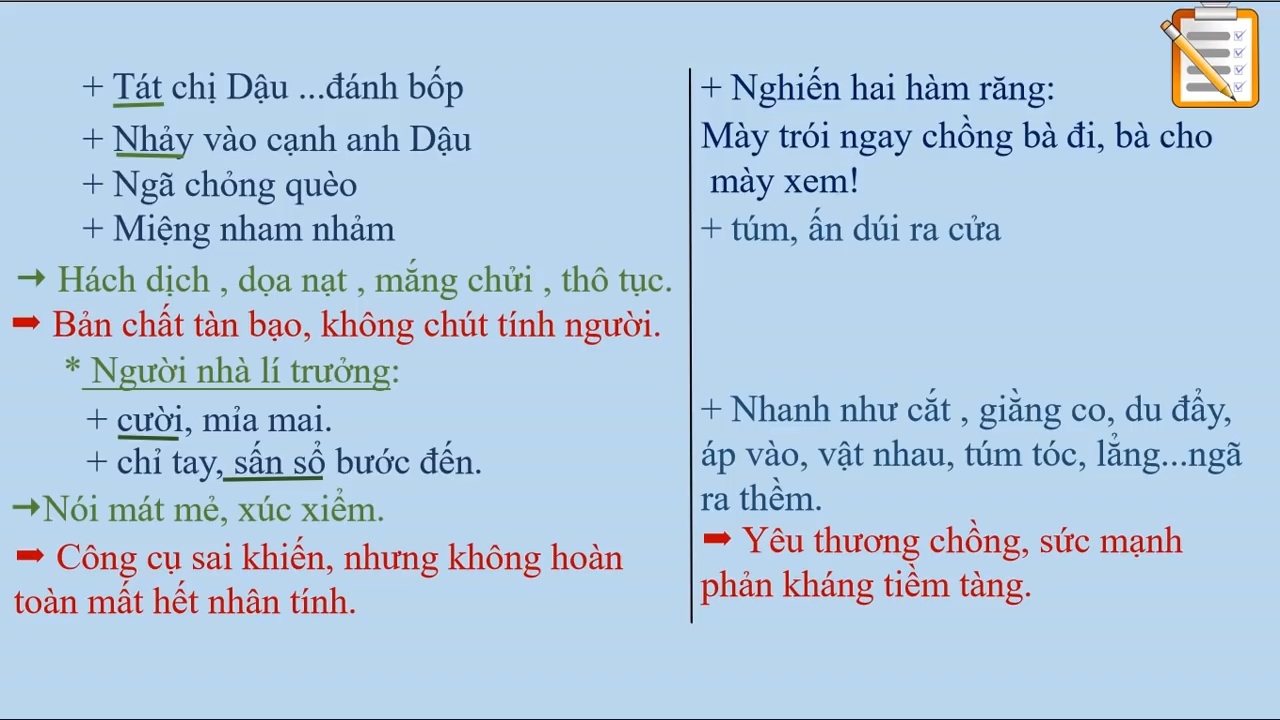 + Tát chị Dậu ...đánh bốp
+ Nhảy vào cạnh anh Dậu
+ Ngã chỏng quèo
+ Miệng nham nhảm
→ Hách dịch , dọa nạt , mắng chửi , thô tục.
➡ Bản chất tàn bạo, không chút tính người.
* Người nhà lí trưởng:
+ cười, mỉa mai.
+ chỉ tay, sấn sổ bước đến.
→Nói mát mẻ, xúc xiểm.
➡ Công cụ sai khiến, nhưng không hoàn
toàn mất hết nhân tính.
+ Nghiến hai hàm răng:
Mày trói ngay chồng bà đi, bà cho
mày xem!
+ túm, ấn dúi ra cửa
+ Nhanh như cắt , giằng co, du đẩy,
áp vào, vật nhau, túm tóc, lẳng...ngã
ra thềm.
➡ Yêu thương chồng, sức mạnh
phản kháng tiềm tàng.